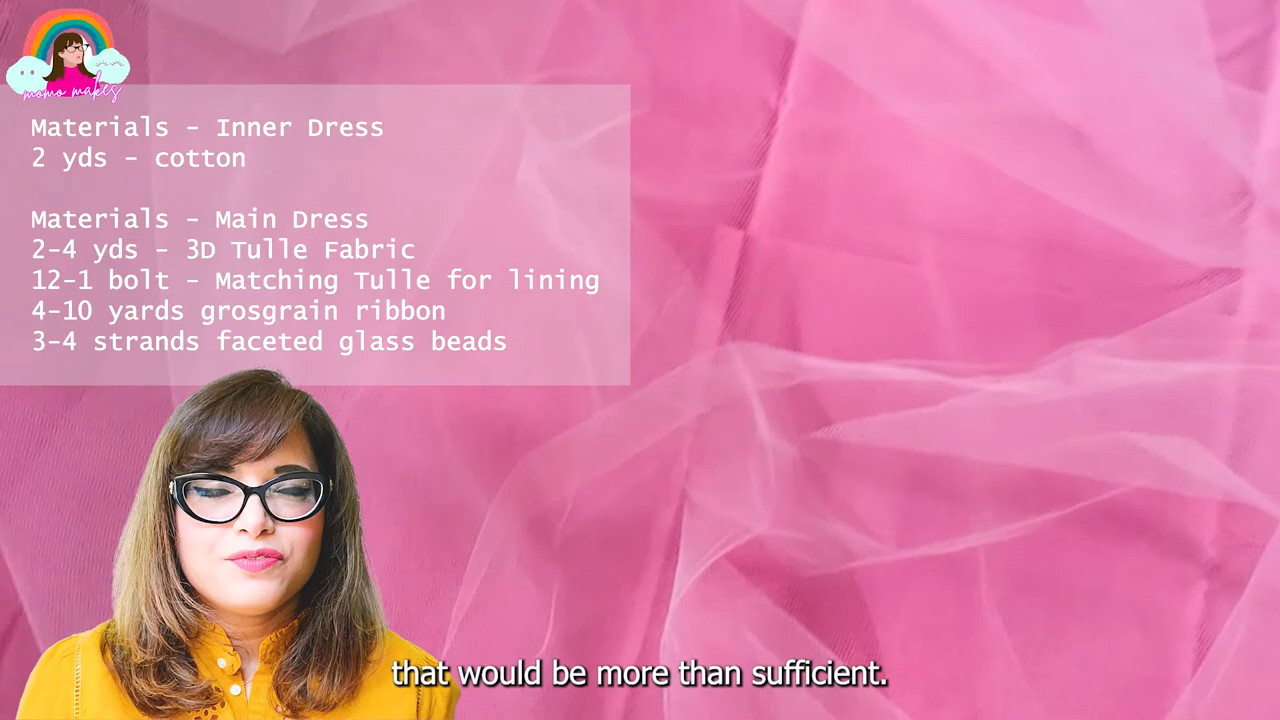 momo makes
Materials - Inner Dress
2 yds - cotton
Materials - Main Dress
2-4 yds - 3D Tulle Fabric
12-1 bolt - Matching Tulle for lining
4-10 yards grosgrain ribbon
3-4 strands faceted glass beads
that would be more than sufficient.